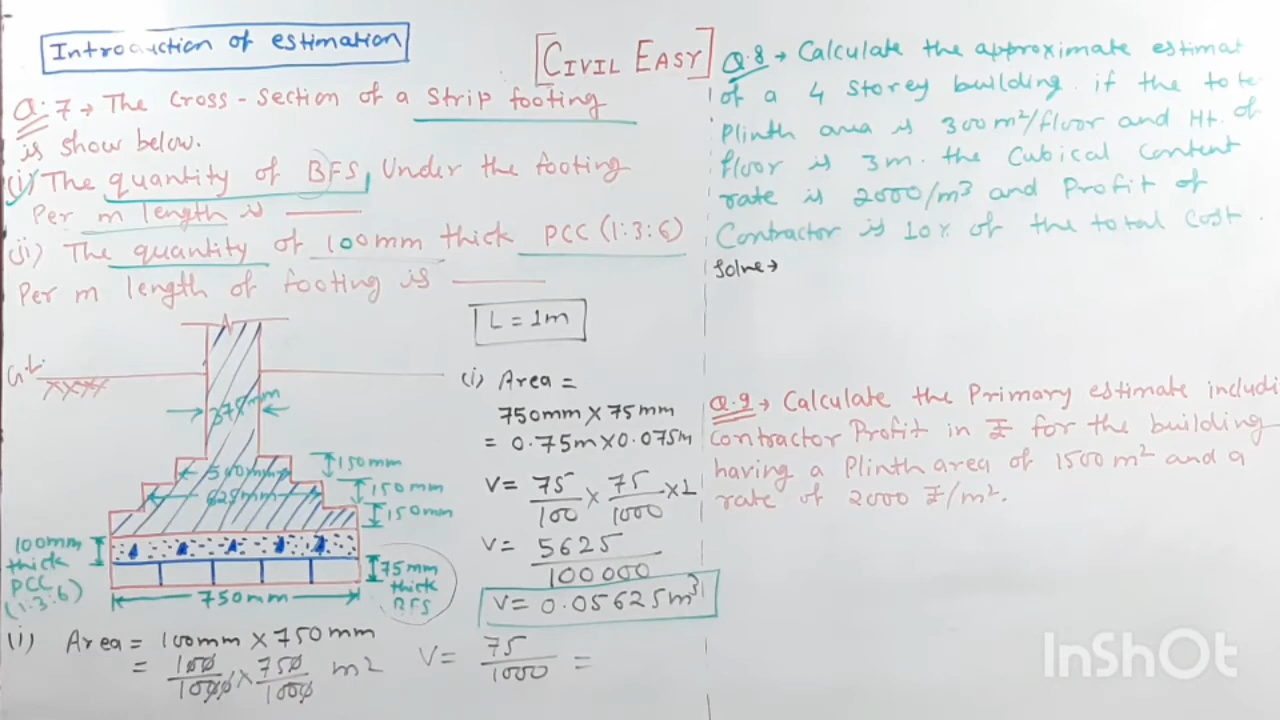 Introduction of estimation
[CIVIL EASY]
Q.7→ The cross-section of a strip footing
is show below.
(i) The quantity of BFS, Under the footing
Per m length is ____
(ii) The quantity of 100mm thick PCC (1:3:6)
Per m length of footing is ____
L = 1m
G.L.
375mm
500mm
625mm
150mm
150mm
150mm
100mm
thick
PCC
(1:3:6)
75mm
thick
BFS
750mm
(i) Area =
750mm × 75mm
= 0.75m × 0.075m
V = 75/100 × 75/1000 × 1
V = 5625/100000
V = 0.05625m³
(i) Area = 100mm × 750mm
= 100/1000 × 750/1000 m2
V = 75/1000 =
Q.8→ Calculate the approximate estimat
of a 4 Storey building. if the tote
Plinth area is 300m²/floor and Ht. of
floor is 3m. the Cubical Content
rate is 2000/m³ and Profit of
Contractor is 10% of the total Cost.
Solve→
Q.9→ Calculate the Primary estimate includi
contractor Profit in ₹ for the building
having a Plinth area of 1500m² and a
rate of 2000 ₹/m².
InShOt